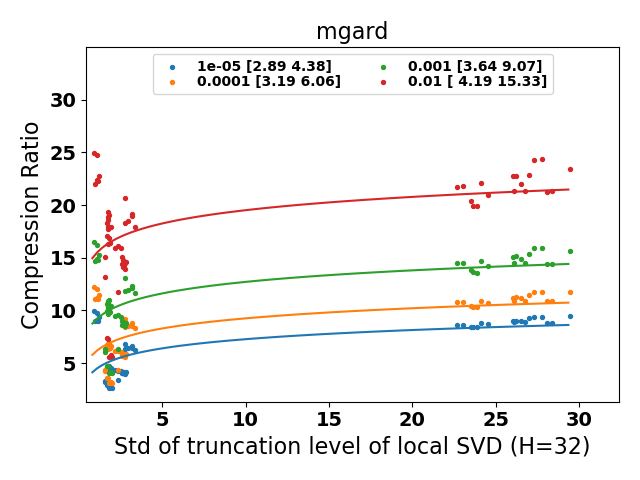 mgard
1e-05 [2.89 4.38]
0.0001 [3.19 6.06]
0.001 [3.64 9.07]
0.01 [ 4.19 15.33]
Compression Ratio
30
25
20
15
10
5
5 10 15 20 25 30
Std of truncation level of local SVD (H=32)